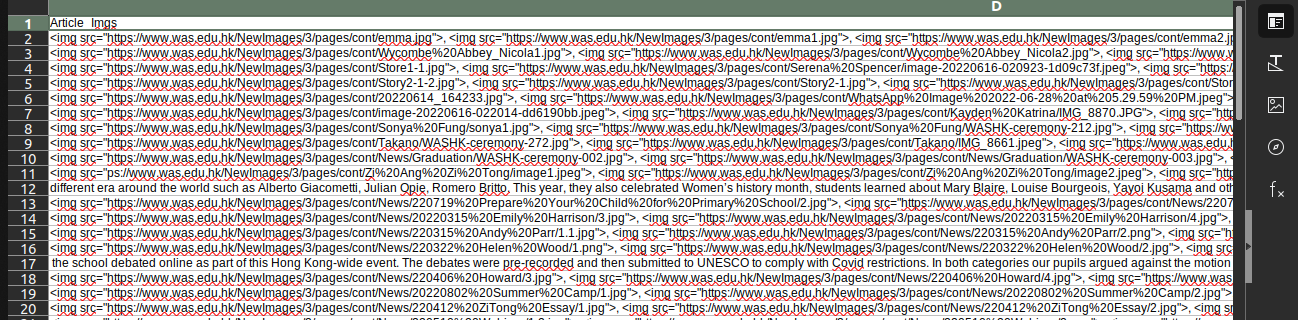 D
1 Article_Imgs
2 <img src="https://www.was.edu.hk/NewImages/3/pages/cont/emma.jpg">, <img src="https://www.was.edu.hk/NewImages/3/pages/cont/emma1.jpg">, <img src="https://www.was.edu.hk/NewImages/3/pages/cont/emma2.jp
3 <img src="https://www.was.edu.hk/NewImages/3/pages/cont/Wycombe%20Abbey_Nicola1.jpg">, <img src="https://www.was.edu.hk/NewImages/3/pages/cont/Wycombe%20Abbey_Nicola2.jpg">, <img src="https://www.w
4 <img src="https://www.was.edu.hk/NewImages/3/pages/cont/Store1-1.jpg">, <img src="https://www.was.edu.hk/NewImages/3/pages/cont/Serena%20Spencer/image-20220616-020923-1d09c73f.jpeg">, <img src="https:/
5 <img src="https://www.was.edu.hk/NewImages/3/pages/cont/Story2-1-2.jpg">, <img src="https://www.was.edu.hk/NewImages/3/pages/cont/Story2-1.jpg">, <img src="https://www.was.edu.hk/NewImages/3/pages/cont/Stor
6 <img src="https://www.was.edu.hk/NewImages/3/pages/cont/20220614_164233.jpg">, <img src="https://www.was.edu.hk/NewImages/3/pages/cont/WhatsApp%20Image%202022-06-28%20at%205.29.59%20PM.jpeg">
7 <img src="https://www.was.edu.hk/NewImages/3/pages/cont/image-20220616-022014-dd6190bb.jpeg">, <img src="https://www.was.edu.hk/NewImages/3/pages/cont/Kayden%20Katrina/IMG_8870.JPG">, <img src="https
8 <img src="https://www.was.edu.hk/NewImages/3/pages/cont/Sonya%20Fung/sonya1.jpg">, <img src="https://www.was.edu.hk/NewImages/3/pages/cont/Sonya%20Fung/WASHK-ceremony-212.jpg">, <img src="https://w
9 <img src="https://www.was.edu.hk/NewImages/3/pages/cont/Takano/WASHK-ceremony-272.jpg">, <img src="https://www.was.edu.hk/NewImages/3/pages/cont/Takano/IMG_8661.jpeg">, <img src="https://www.was.edu.h
10 <img src="https://www.was.edu.hk/NewImages/3/pages/cont/News/Graduation/WASHK-ceremony-002.jpg">, <img src="https://www.was.edu.hk/NewImages/3/pages/cont/News/Graduation/WASHK-ceremony-003.jpg">, <
11 <img src="ps://www.was.edu.hk/NewImages/3/pages/cont/Zi%20Ang%20Zi%20Tong/image1.jpeg">, <img src="https://www.was.edu.hk/NewImages/3/pages/cont/Zi%20Ang%20Zi%20Tong/image2.jpeg">, <img src="ht
12 different era around the world such as Alberto Giacometti, Julian Opie, Romero Britto, This year, they also celebrated Women's history month, students learned about Mary Blaire, Louise Bourgeois, Yayoi Kusama and oth
13 <img src="https://www.was.edu.hk/NewImages/3/pages/cont/News/220719%20Prepare%20Your%20Child%20for%20Primary%20School/2.jpg">, <img src="https://www.was.edu.hk/NewImages/3/pages/cont/News/2207
14 <img src="https://www.was.edu.hk/NewImages/3/pages/cont/News/20220315%20Emily%20Harrison/3.jpg">, <img src="https://www.was.edu.hk/NewImages/3/pages/cont/News/20220315%20Emily%20Harrison/4.jpg">,
15 <img src="https://www.was.edu.hk/NewImages/3/pages/cont/News/220315%20Andy%20Parr/1.1.jpg">, <img src="https://www.was.edu.hk/NewImages/3/pages/cont/News/220315%20Andy%20Parr/2.png">, <img src
16 <img src="https://www.was.edu.hk/NewImages/3/pages/cont/News/220322%20Helen%20Wood/1.png">, <img src="https://www.was.edu.hk/NewImages/3/pages/cont/News/220322%20Helen%20Wood/2.jpg">, <img src
17 the school debated online as part of this Hong Kong-wide event. The debates were pre-recorded and then submitted to UNESCO to comply with Covid restrictions. In both categories our pupils argued against the motion
18 <img src="https://www.was.edu.hk/NewImages/3/pages/cont/News/220406%20Howard/3.jpg">, <img src="https://www.was.edu.hk/NewImages/3/pages/cont/News/220406%20Howard/4.jpg">, <img src="https://www.was
19 <img src="https://www.was.edu.hk/NewImages/3/pages/cont/News/20220802%20Summer%20Camp/1.jpg">, <img src="https://www.was.edu.hk/NewImages/3/pages/cont/News/20220802%20Summer%20Camp/2.jpg">
20 <img src="https://www.was.edu.hk/NewImages/3/pages/cont/News/220412%20ZiTong%20Essay/1.jpg">, <img src="https://www.was.edu.hk/NewImages/3/pages/cont/News/220412%20ZiTong%20Essay/2.jpg">, <img src